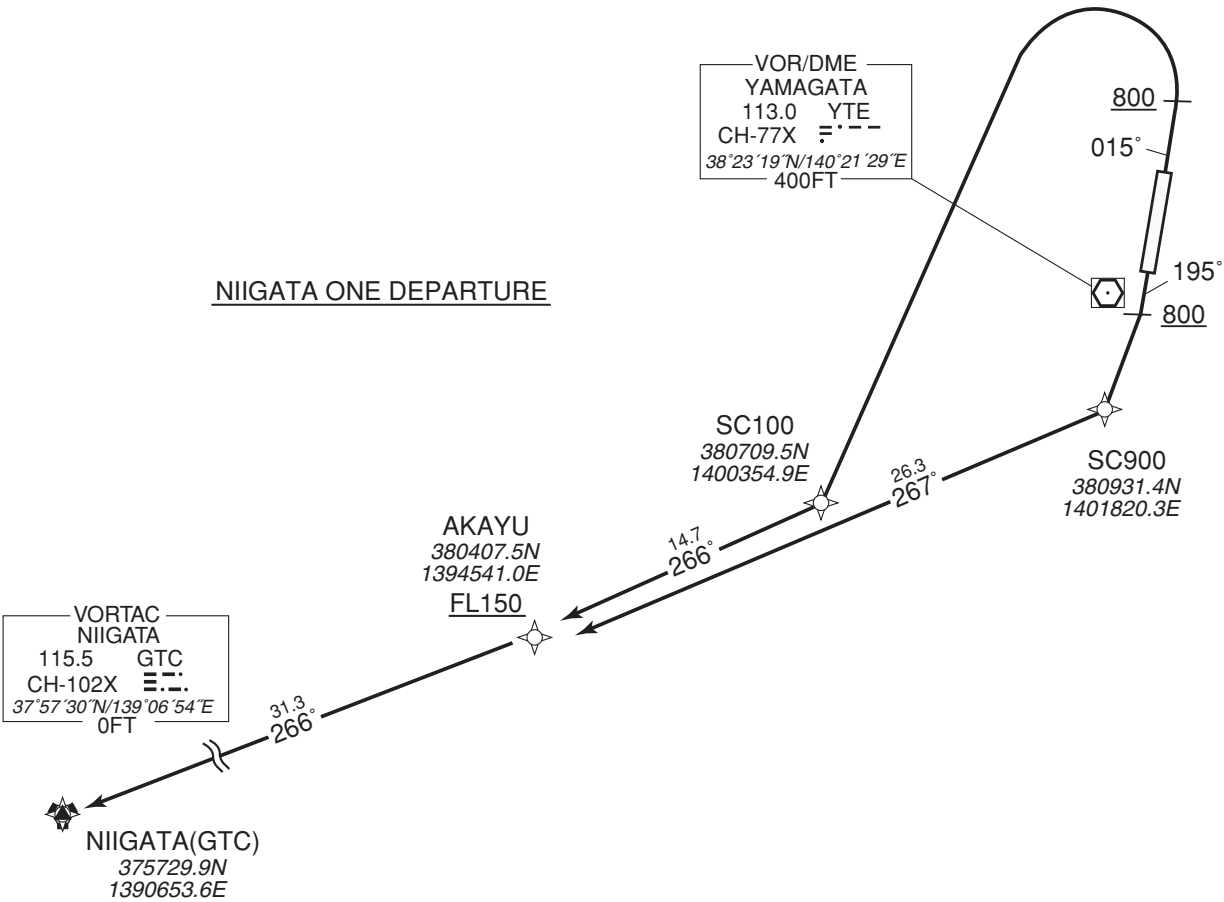 VOR/DME
YAMAGATA
113.0 YTE
CH-77X
38°23´19˝N/140°21´29˝E
400FT
800
015°
195°
800
NIIGATA ONE DEPARTURE
SC100
380709.5N
1400354.9E
26.3
267°
SC900
380931.4N
1401820.3E
14.7
266°
AKAYU
380407.5N
1394541.0E
FL150
VORTAC
NIIGATA
115.5 GTC
CH-102X
37°57´30˝N/139°06´54˝E
0FT
31.3
266°
NIIGATA(GTC)
375729.9N
1390653.6E